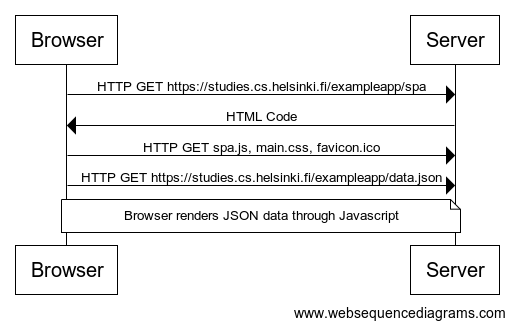 Browser
Server
HTTP GET https://studies.cs.helsinki.fi/exampleapp/spa
HTML Code
HTTP GET spa.js, main.css, favicon.ico
HTTP GET https://studies.cs.helsinki.fi/exampleapp/data.json
Browser renders JSON data through Javascript
Browser
Server
www.websequencediagrams.com